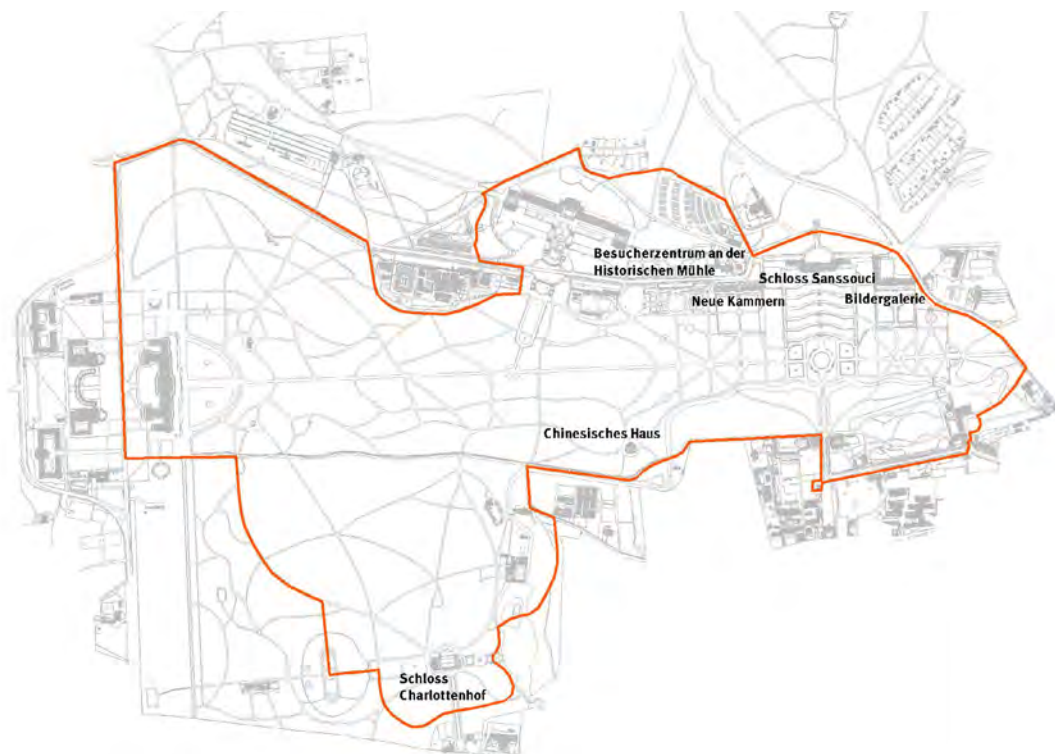 Besucherzentrum an der
Historischen Mühle
Schloss Sanssouci
Neue Kammern
Bildergalerie
Chinesisches Haus
Schloss
Charlottenhof